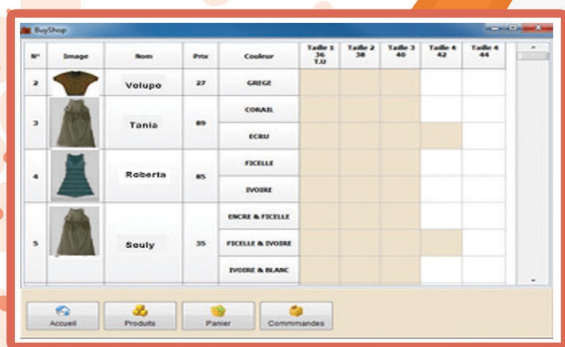 BuyShop
N° Image Nom Prix Couleur Taille 1 36 T.U Taille 2 38 Taille 3 40 Taille 4 42 Taille 4 44
2 Volupo 27 GREGE
3 Tania 89 CORAIL
ECRU
4 Roberta 85 FICELLE
IVOIRE
5 Souly 35 ENCRE & FICELLE
FICELLE & IVOIRE
IVOIRE & BLANC
Accueil Produits Panier Commmandes